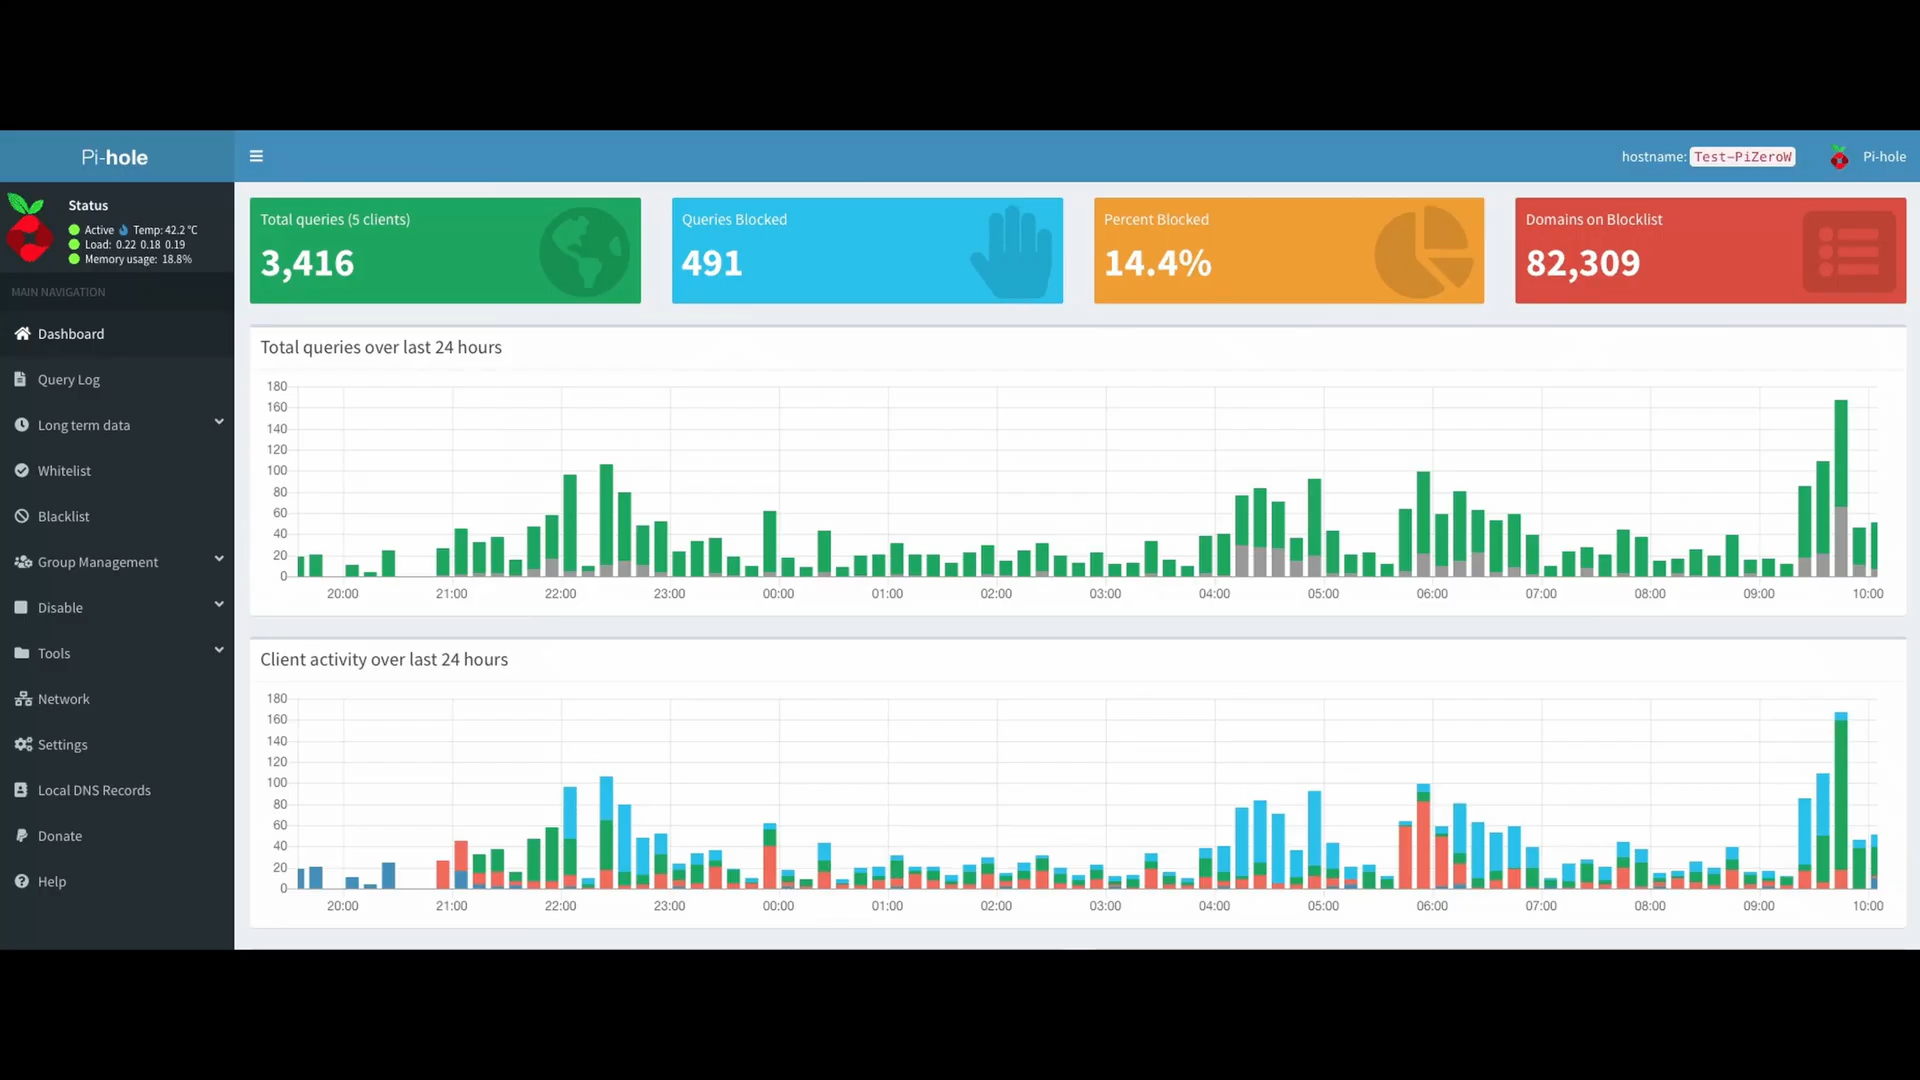 Pi-hole
hostname: Test-PiZeroW
Pi-hole
Status
Active Temp: 42.2 °C
Load: 0.22 0.18 0.19
Memory usage: 18.8%
MAIN NAVIGATION
Dashboard
Query Log
Long term data
Whitelist
Blacklist
Group Management
Disable
Tools
Network
Settings
Local DNS Records
Donate
Help
Total queries (5 clients)
3,416
Queries Blocked
491
Percent Blocked
14.4%
Domains on Blocklist
82,309
Total queries over last 24 hours
180
160
140
120
100
80
60
40
20
0
20:00 21:00 22:00 23:00 00:00 01:00 02:00 03:00 04:00 05:00 06:00 07:00 08:00 09:00 10:00
Client activity over last 24 hours
180
160
140
120
100
80
60
40
20
0
20:00 21:00 22:00 23:00 00:00 01:00 02:00 03:00 04:00 05:00 06:00 07:00 08:00 09:00 10:00